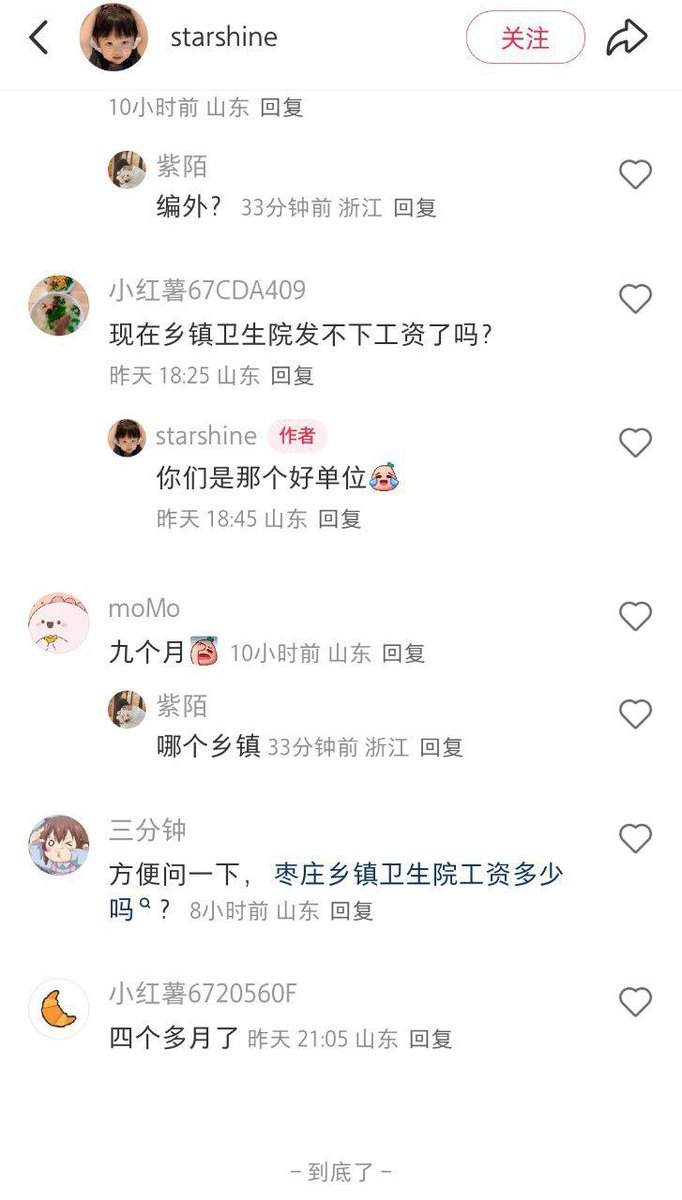 starshine
关注
10小时前 山东 回复
紫陌
编外? 33分钟前 浙江 回复
小红薯67CDA409
现在乡镇卫生院发不下工资了吗?
昨天 18:25 山东 回复
starshine 作者
你们是那个好单位
昨天 18:45 山东 回复
moMo
九个月 10小时前 山东 回复
紫陌
哪个乡镇 33分钟前 浙江 回复
三分钟
方便问一下, 枣庄乡镇卫生院工资多少
吗? 8小时前 山东 回复
小红薯6720560F
四个多月了 昨天 21:05 山东 回复
- 到底了 -